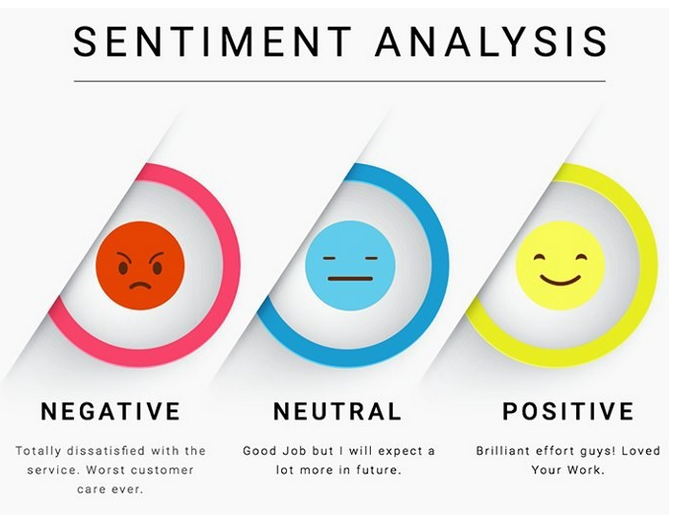 SENTIMENT ANALYSIS
NEGATIVE
Totally dissatisfied with the
service. Worst customer
care ever.
NEUTRAL
Good Job but I will expect a
lot more in future.
POSITIVE
Brilliant effort guys! Loved
Your Work.